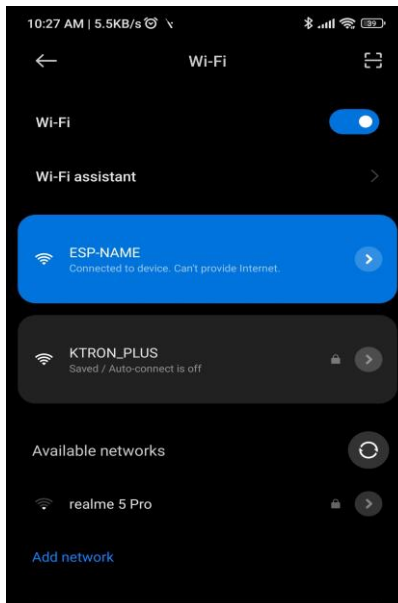 10:27 AM | 5.5KB/s
39
Wi-Fi
Wi-Fi
Wi-Fi assistant
ESP-NAME
Connected to device. Can't provide Internet.
KTRON_PLUS
Saved / Auto-connect is off
Available networks
realme 5 Pro
Add network